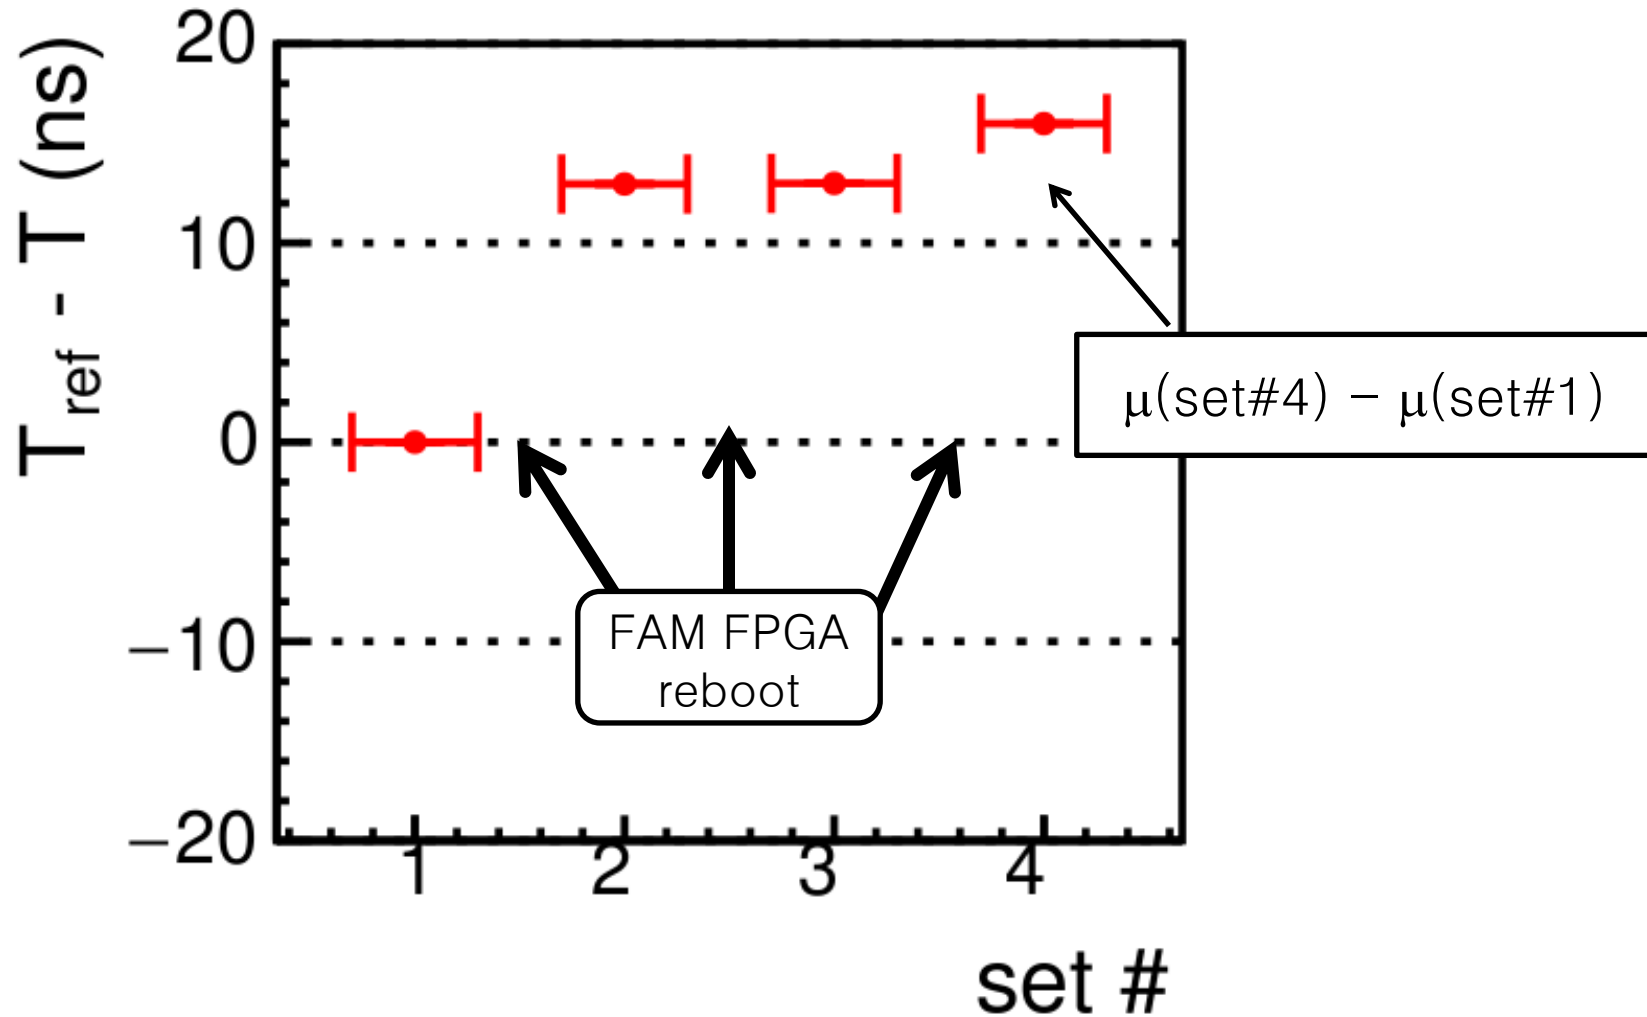 T_ref - T (ns)
20
10
0
−10
−20
μ(set#4) − μ(set#1)
FAM FPGA
reboot
1 2 3 4
set #